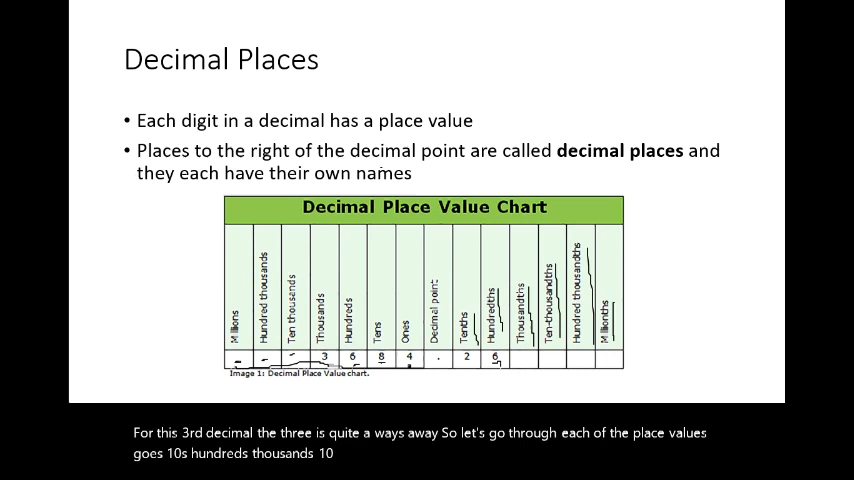 Decimal Places
• Each digit in a decimal has a place value
• Places to the right of the decimal point are called decimal places and
they each have their own names
Decimal Place Value Chart
Millions
Hundred thousands
Ten thousands
Thousands
Hundreds
Tens
Ones
Decimal point
Tenths
Hundredths
Thousandths
Ten-thousandths
Hundred thousandths
Millionths
3 6 8 4 . 2 6
Image 1: Decimal Place Value chart.
For this 3rd decimal the three is quite a ways away So let's go through each of the place values
goes 10s hundreds thousands 10